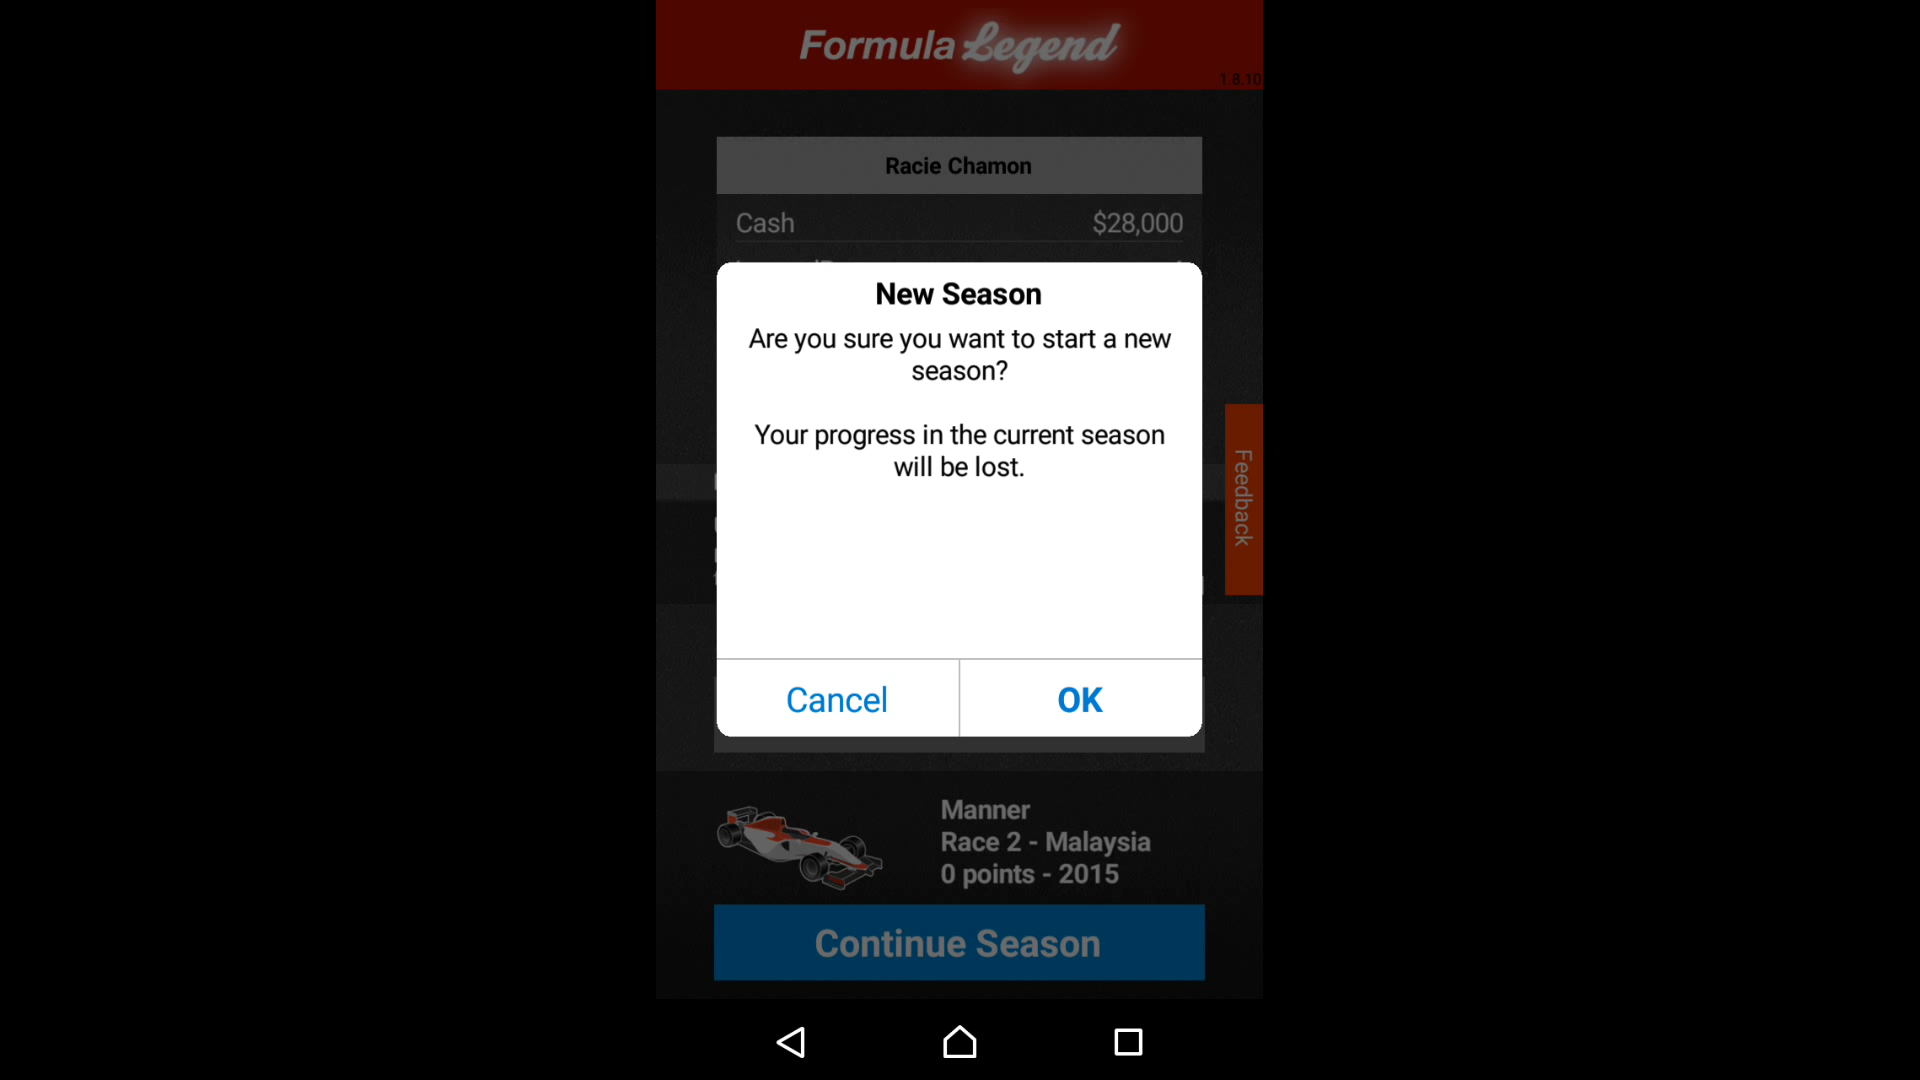 Formula Legend
1.8.10
Racie Chamon
Cash $28,000
New Season
Are you sure you want to start a new
season?
Your progress in the current season
will be lost.
Feedback
Cancel OK
Manner
Race 2 - Malaysia
0 points - 2015
Continue Season